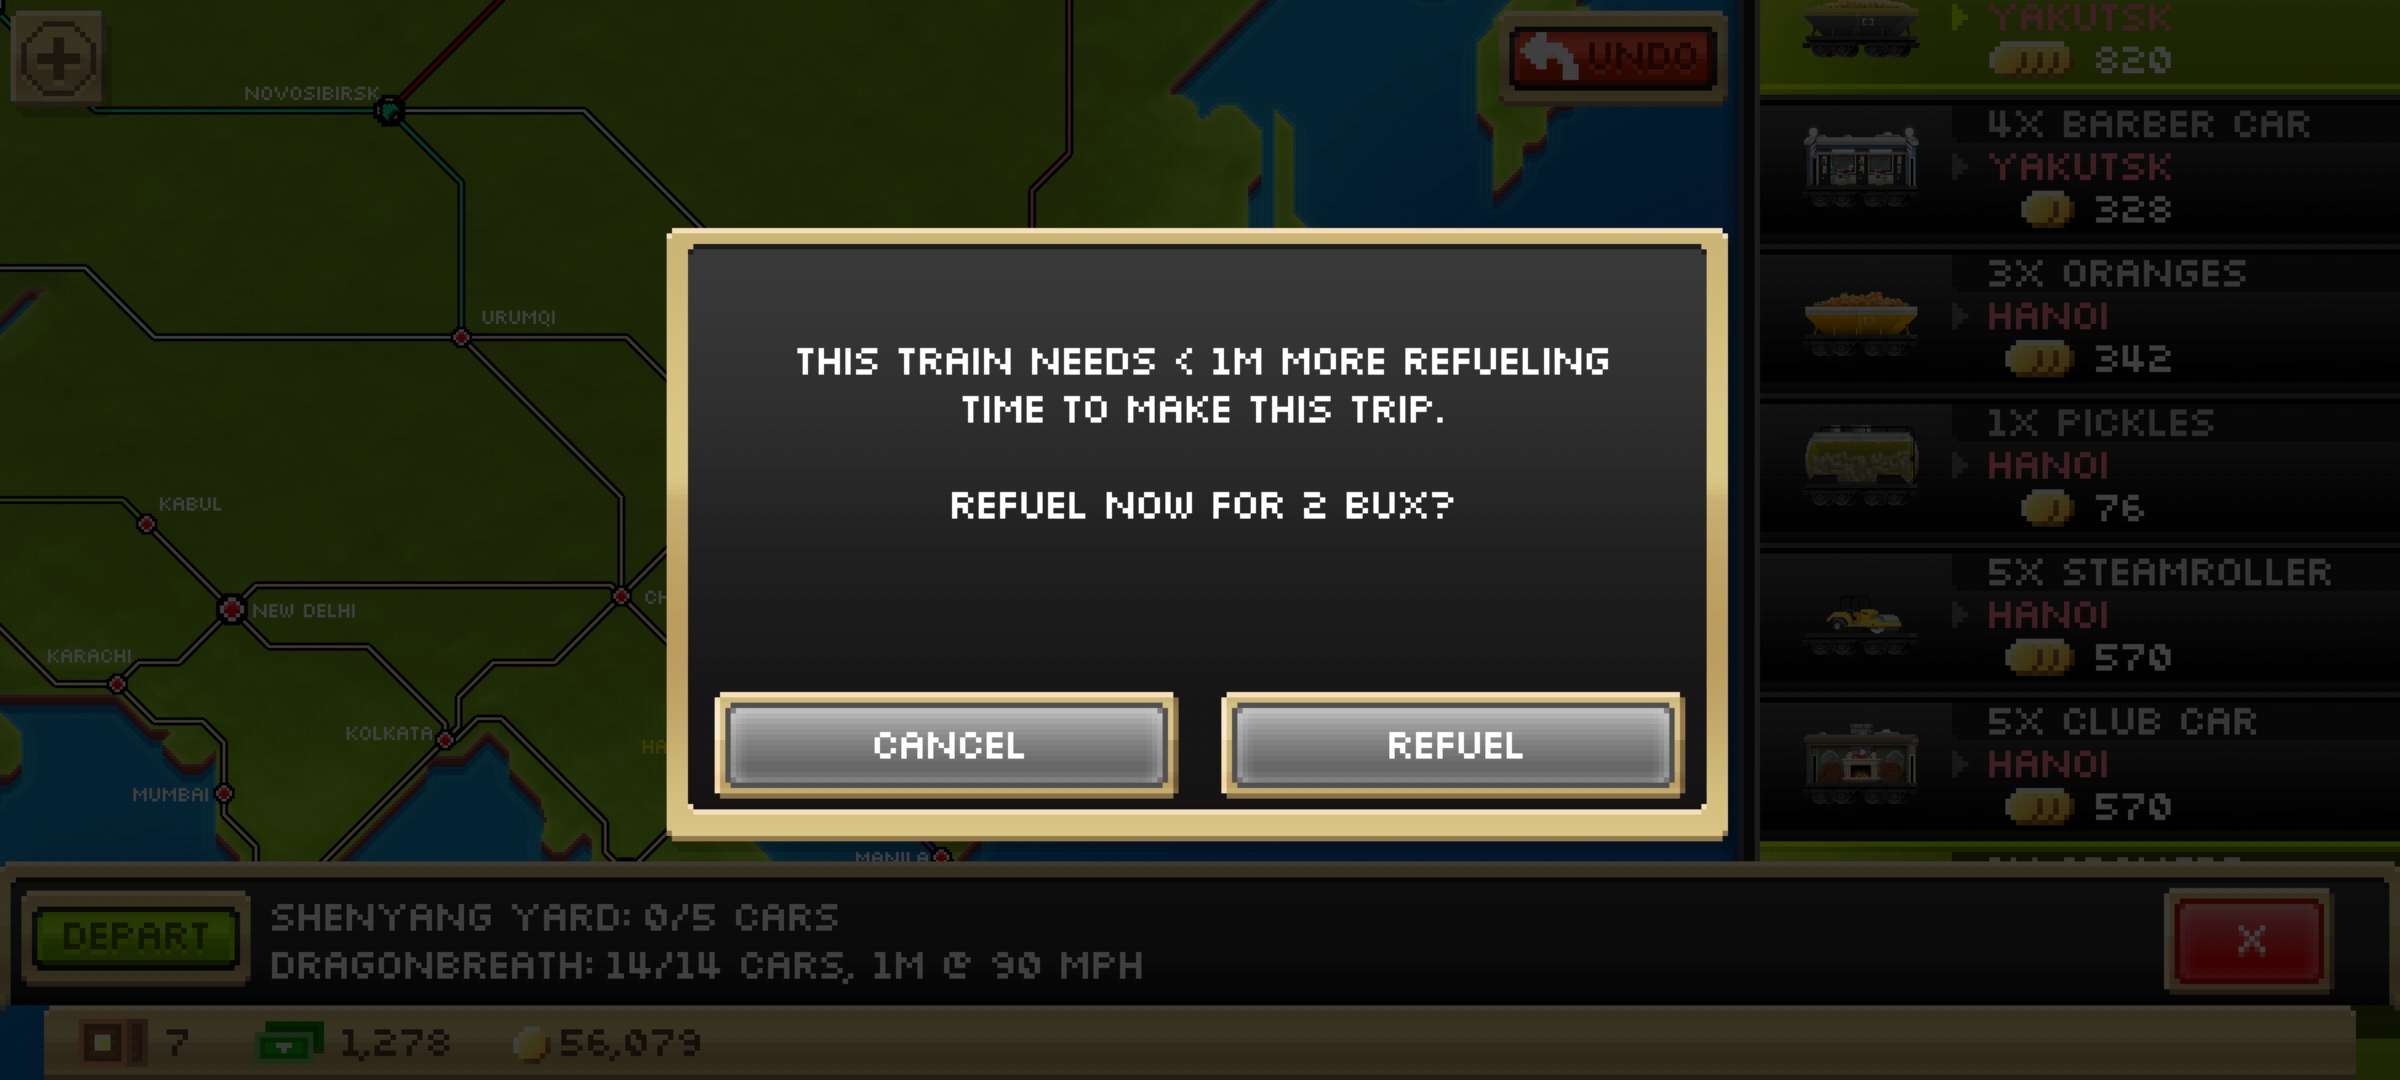 NOVOSIBIRSK
URUMQI
KABUL
NEW DELHI
KARACHI
KOLKATA
MUMBAI
CH
HA
MANILA
UNDO
YAKUTSK
820
4X BARBER CAR
YAKUTSK
328
3X ORANGES
HANOI
342
1X PICKLES
HANOI
76
5X STEAMROLLER
HANOI
570
5X CLUB CAR
HANOI
570
THIS TRAIN NEEDS < 1M MORE REFUELING
TIME TO MAKE THIS TRIP.
REFUEL NOW FOR 2 BUX?
CANCEL
REFUEL
DEPART
SHENYANG YARD: 0/5 CARS
DRAGONBREATH: 14/14 CARS, 1M @ 90 MPH
X
7
1,278
56,079